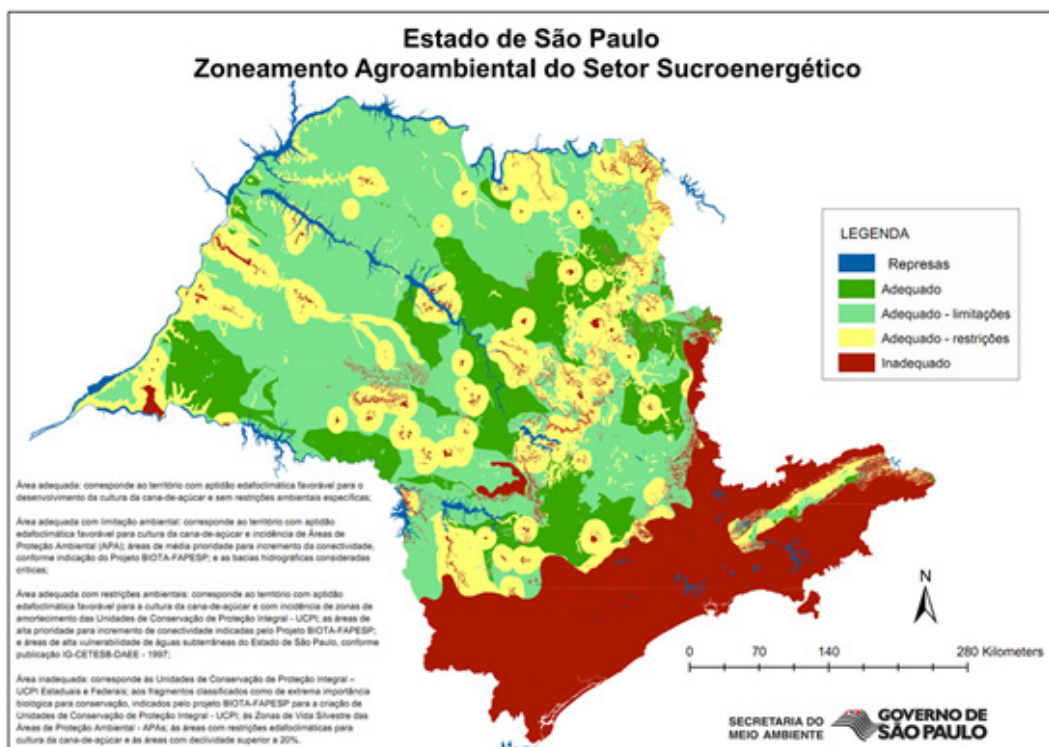 Estado de São Paulo
Zoneamento Agroambiental do Setor Sucroenergético
LEGENDA
Represas
Adequado
Adequado - limitações
Adequado - restrições
Inadequado
Área adequada: corresponde ao território com aptidão edafoclimática favorável para o
desenvolvimento da cultura da cana-de-açúcar e sem restrições ambientais específicas;
Área adequada com limitação ambiental: corresponde ao território com aptidão
edafoclimática favorável para cultura da cana-de-açúcar e incidência de Áreas de
Proteção Ambiental (APA); áreas de média prioridade para incremento da conectividade,
conforme indicação do Projeto BIOTA-FAPESP; e as bacias hidrográficas consideradas
críticas;
Área adequada com restrições ambientais: corresponde ao território com aptidão
edafoclimática favorável para a cultura da cana-de-açúcar e com incidência de zonas de
amortecimento das Unidades de Conservação de Proteção Integral - UCPI; as áreas de
alta prioridade para incremento de conectividade indicadas pelo Projeto BIOTA-FAPESP;
e áreas de alta vulnerabilidade de águas subterrâneas do Estado de São Paulo, conforme
publicação IG-CETESB-DAEE - 1997;
Área inadequada: corresponde às Unidades de Conservação de Proteção Integral –
UCPI Estaduais e Federais; aos fragmentos classificados como de extrema importância
biológica para conservação, indicados pelo projeto BIOTA-FAPESP para a criação de
Unidades de Conservação de Proteção Integral - UCPI; às Zonas de Vida Silvestre das
Áreas de Proteção Ambiental - APAs; às áreas com restrições edafoclimáticas para
cultura da cana-de-açúcar e às áreas com declividade superior a 20%.
N
0 70 140 280 Kilometers
SECRETARIA DO
MEIO AMBIENTE
GOVERNO DE
SÃO PAULO